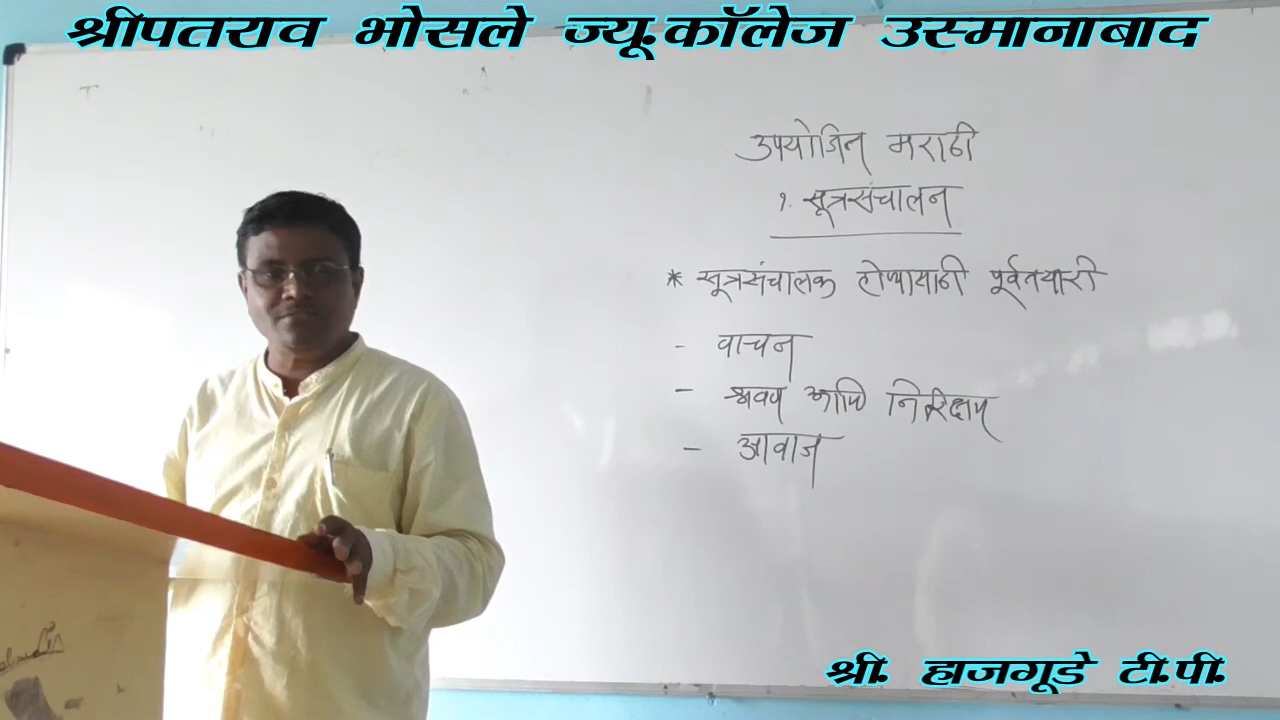 श्रीपतराव भोसले ज्यू.कॉलेज उस्मानाबाद
उपयोजित मराठी
१. सूत्रसंचालन
* सूत्रसंचालक होण्यासाठी पूर्वतयारी
- वाचन
- श्रवण आणि निरिक्षण
- आवाज
श्री. हाजगूडे टी.पी.